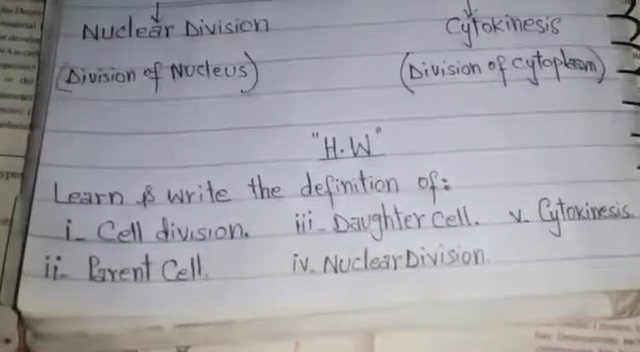 Nuclear Division Cytokinesis
(Division of Nucleus) (Division of cytoplasm)
"H.W"
Learn & write the definition of:
i- Cell division. iii- Daughter cell. v- Cytokinesis
ii- Parent Cell. iv- Nuclear Division.